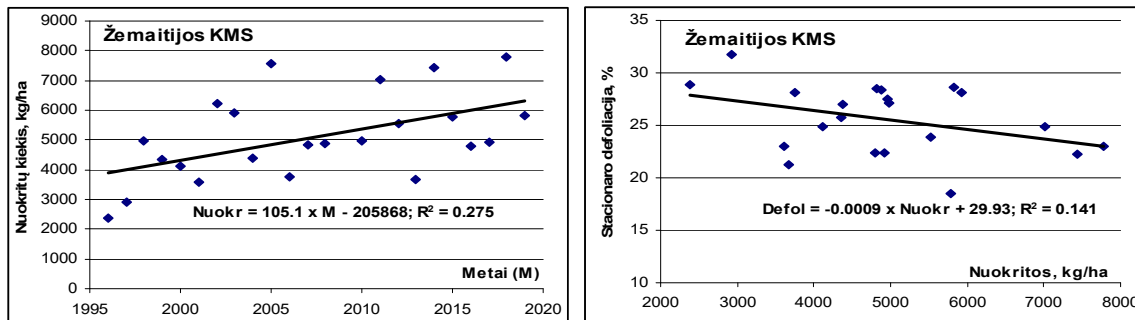 Žemaitijos KMS
Nuokritų kiekis, kg/ha
9000
8000
7000
6000
5000
4000
3000
2000
1000
0
Nuokr = 105.1 x M - 205868; R² = 0.275
Metai (M)
1995 2000 2005 2010 2015 2020
Žemaitijos KMS
Stacionaro defoliacija, %
35
30
25
20
15
10
Defol = -0.0009 x Nuokr + 29.93; R² = 0.141
Nuokritos, kg/ha
2000 3000 4000 5000 6000 7000 8000